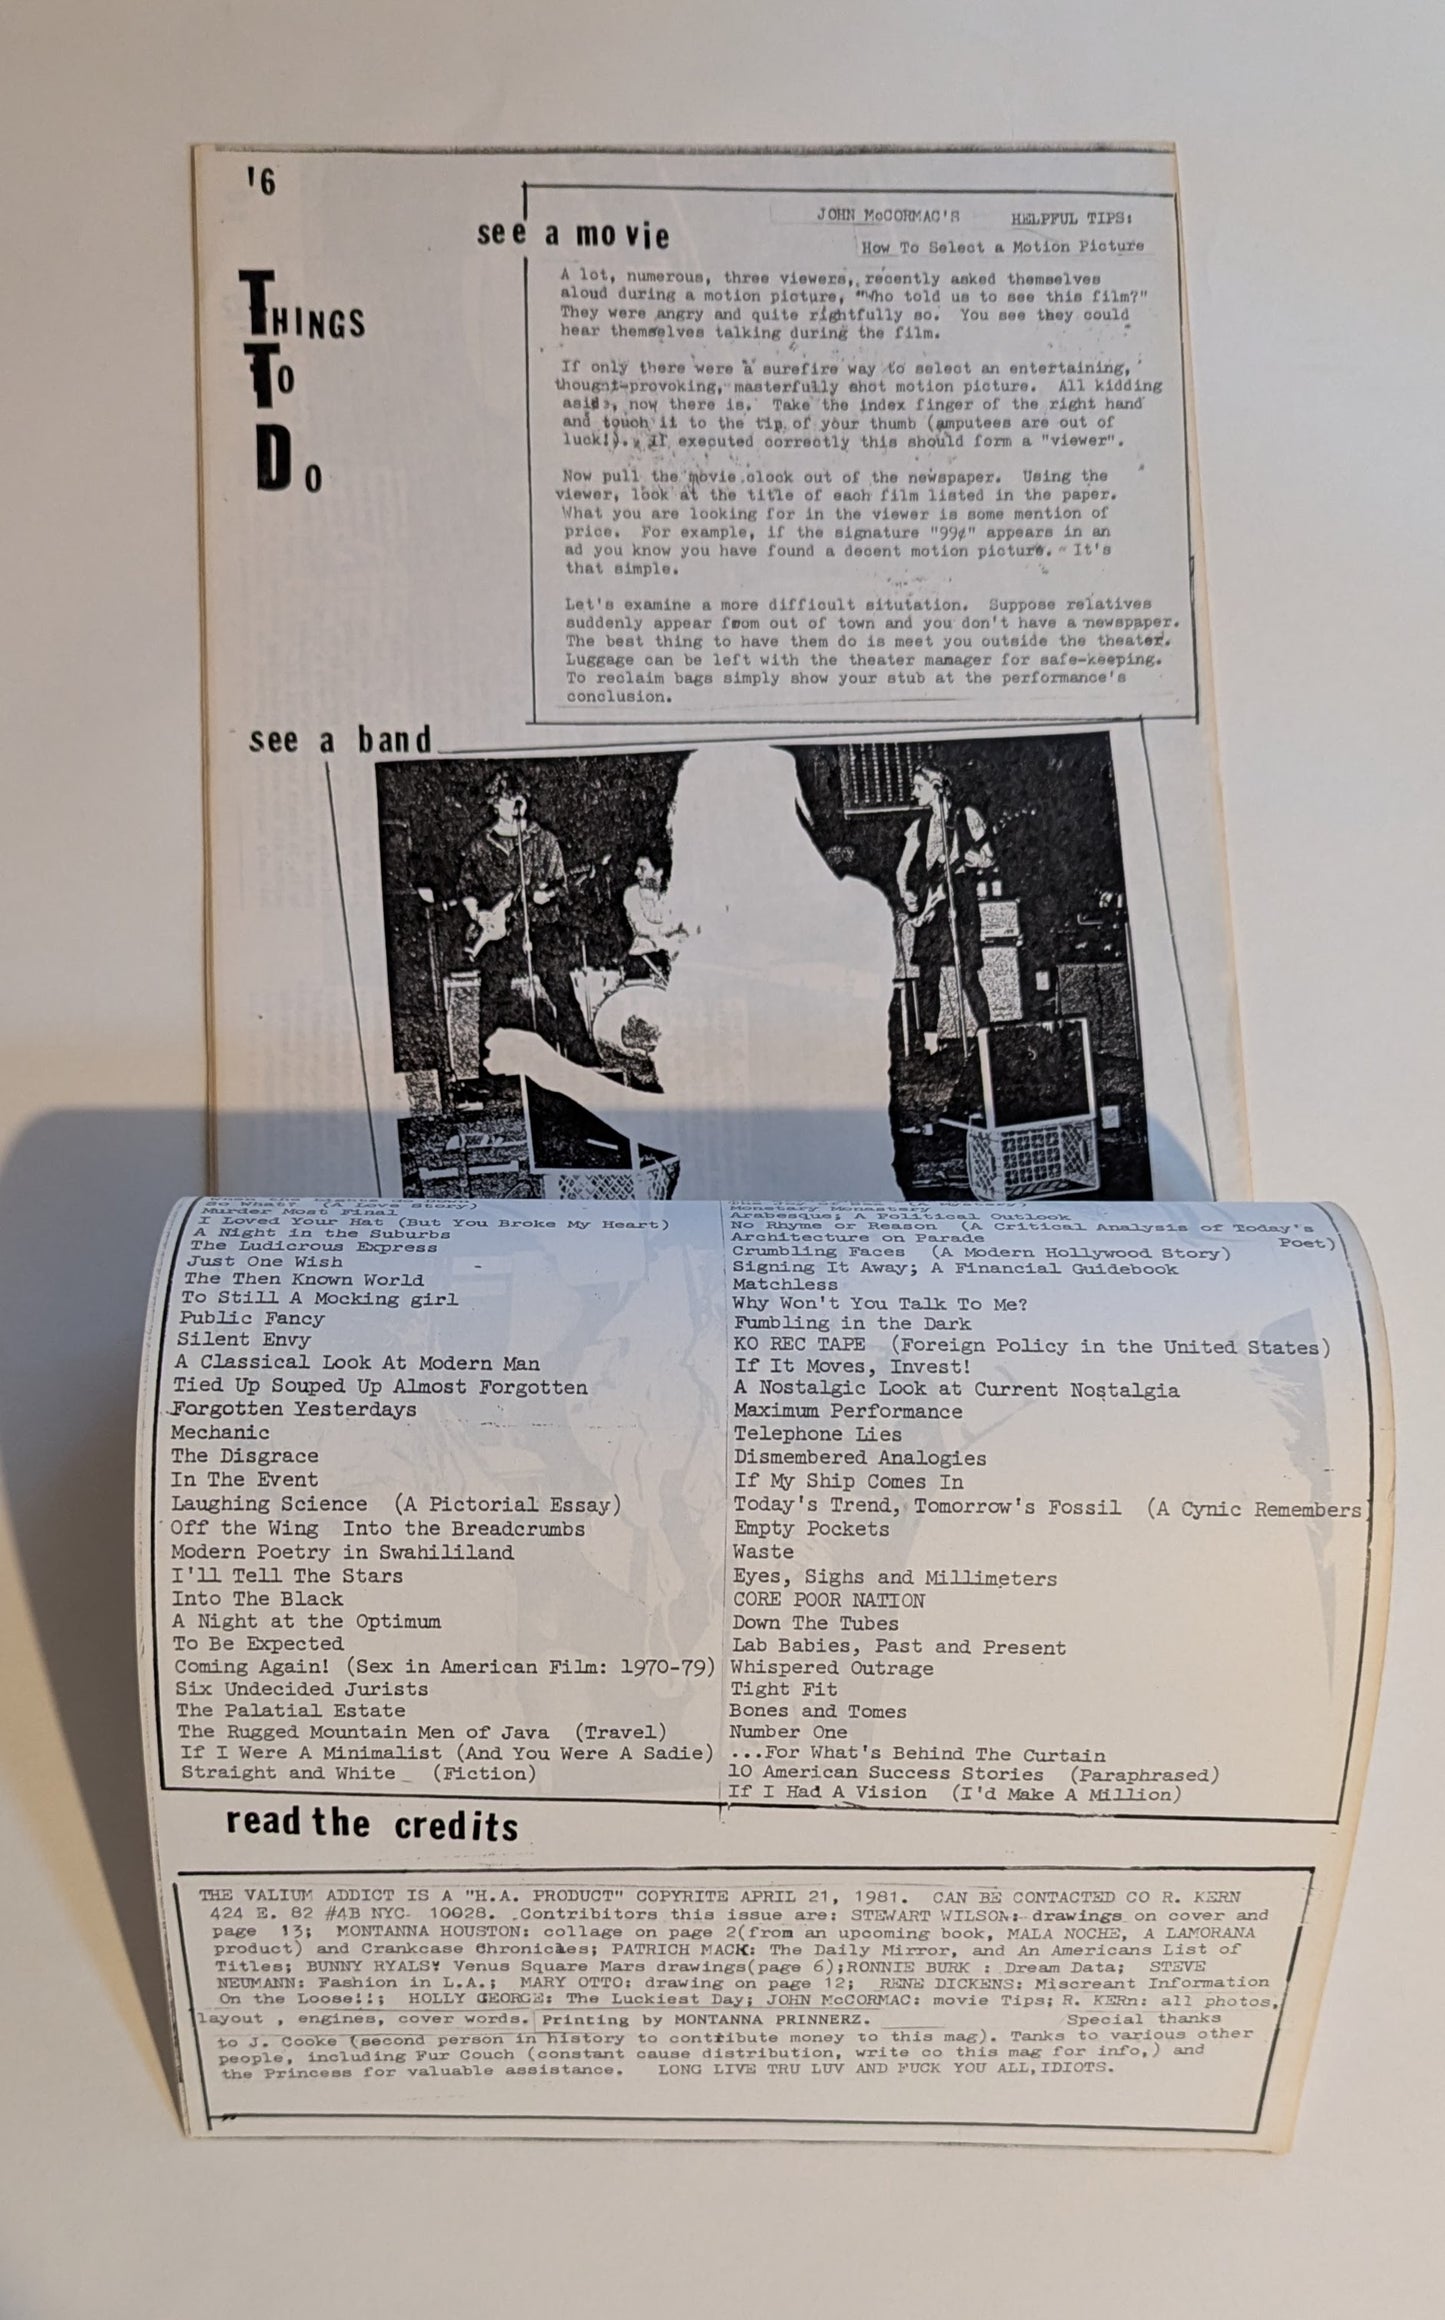 '6
THINGS
TO
DO
see a movie
JOHN McCORMAC'S HELPFUL TIPS:
How To Select a Motion Picture
A lot, numerous, three viewers, recently asked themselves
aloud during a motion picture, "Who told us to see this film?"
They were angry and quite rightfully so. You see they could
hear themselves talking during the film.
If only there were a surefire way to select an entertaining,
thought-provoking, masterfully shot motion picture. All kidding
aside, now there is. Take the index finger of the right hand
and touch it to the tip of your thumb (amputees are out of
luck!). If executed correctly this should form a "viewer".
Now pull the movie clock out of the newspaper. Using the
viewer, look at the title of each film listed in the paper.
What you are looking for in the viewer is some mention of
price. For example, if the signature "99¢" appears in an
ad you know you have found a decent motion picture. It's
that simple.
Let's examine a more difficult situtation. Suppose relatives
suddenly appear from out of town and you don't have a newspaper.
The best thing to have them do is meet you outside the theater.
Luggage can be left with the theater manager for safe-keeping.
To reclaim bags simply show your stub at the performance's
conclusion.
see a band
So What? (A Love Story)
Murder Most Final
I Loved Your Hat (But You Broke My Heart)
A Night in the Suburbs
The Ludicrous Express
Just One Wish
The Then Known World
To Still A Mocking girl
Public Fancy
Silent Envy
A Classical Look At Modern Man
Tied Up Souped Up Almost Forgotten
Forgotten Yesterdays
Mechanic
The Disgrace
In The Event
Laughing Science (A Pictorial Essay)
Off the Wing Into the Breadcrumbs
Modern Poetry in Swahililand
I'll Tell The Stars
Into The Black
A Night at the Optimum
To Be Expected
Coming Again! (Sex in American Film: 1970-79)
Six Undecided Jurists
The Palatial Estate
The Rugged Mountain Men of Java (Travel)
If I Were A Minimalist (And You Were A Sadie)
Straight and White (Fiction)
Monetary Monastery
Arabesque; A Political Outlook
No Rhyme or Reason (A Critical Analysis of Today's
Poet)
Architecture on Parade
Crumbling Faces (A Modern Hollywood Story)
Signing It Away; A Financial Guidebook
Matchless
Why Won't You Talk To Me?
Fumbling in the Dark
KO REC TAPE (Foreign Policy in the United States)
If It Moves, Invest!
A Nostalgic Look at Current Nostalgia
Maximum Performance
Telephone Lies
Dismembered Analogies
If My Ship Comes In
Today's Trend, Tomorrow's Fossil (A Cynic Remembers)
Empty Pockets
Waste
Eyes, Sighs and Millimeters
CORE POOR NATION
Down The Tubes
Lab Babies, Past and Present
Whispered Outrage
Tight Fit
Bones and Tomes
Number One
...For What's Behind The Curtain
10 American Success Stories (Paraphrased)
If I Had A Vision (I'd Make A Million)
read the credits
THE VALIUM ADDICT IS A "H.A. PRODUCT" COPYRITE APRIL 21, 1981. CAN BE CONTACTED CO R. KERN
424 E. 82 #4B NYC 10028. Contribitors this issue are: STEWART WILSON: drawings on cover and
page 13; MONTANNA HOUSTON: collage on page 2(from an upcoming book, MALA NOCHE, A LAMORANA
product) and Crankcase Chronicles; PATRICH MACK: The Daily Mirror, and An Americans List of
Titles; BUNNY RYALS: Venus Square Mars drawings(page 6);RONNIE BURK : Dream Data; STEVE
NEUMANN: Fashion in L.A.; MARY OTTO: drawing on page 12; RENE DICKENS: Miscreant Information
On the Loose!!; HOLLY GEORGE: The Luckiest Day; JOHN McCORMAC: movie Tips; R. KERn: all photos,
layout , engines, cover words. Printing by MONTANNA PRINNERZ. Special thanks
to J. Cooke (second person in history to contribute money to this mag). Tanks to various other
people, including Fur Couch (constant cause distribution, write co this mag for info,) and
the Princess for valuable assistance. LONG LIVE TRU LUV AND FUCK YOU ALL,IDIOTS.